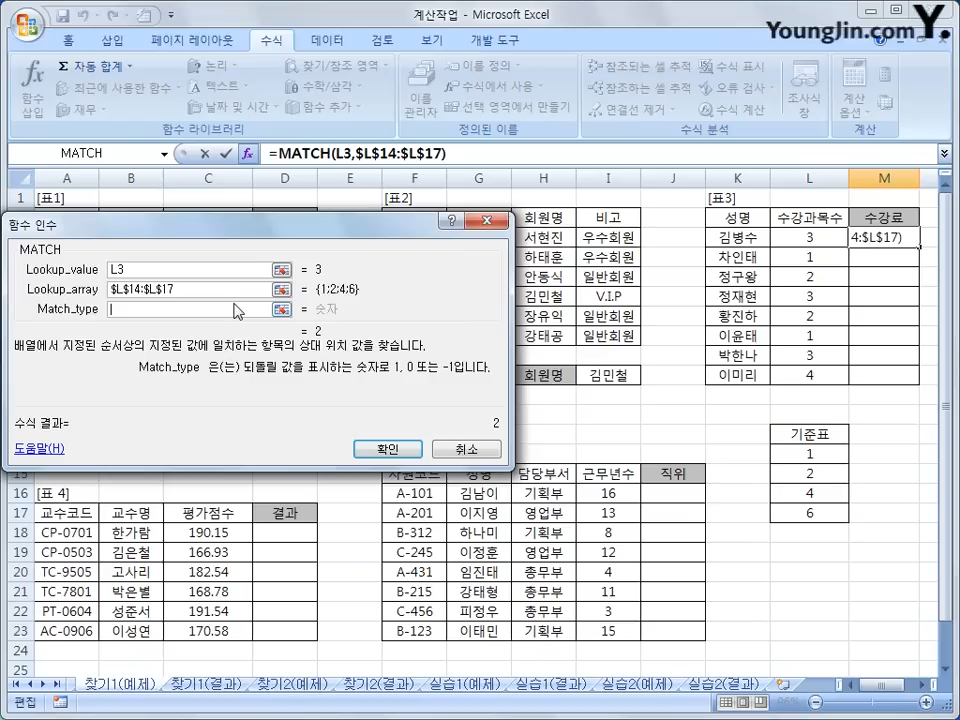 계산작업 - Microsoft Excel
YoungJin.com Y.
홈 삽입 페이지 레이아웃 수식 데이터 검토 보기 개발 도구
함수 삽입
Σ 자동 합계
최근에 사용한 함수
재무
논리
텍스트
날짜 및 시간
찾기/참조 영역
수학/삼각
함수 추가
함수 라이브러리
이름 관리자
이름 정의
수식에서 사용
선택 영역에서 만들기
정의된 이름
참조되는 셀 추적
참조하는 셀 추적
연결선 제거
수식 표시
오류 검사
수식 계산
수식 분석
조사식 창
계산 옵션
계산
MATCH fx =MATCH(L3,$L$14:$L$17)
A B C D E F G H I J K L M
1 [표1] [표2] [표3]
회원명 비고 성명 수강과목수 수강료
서현진 우수회원 김병수 3 4:$L$17)
하태훈 우수회원 차인태 1
안동식 일반회원 정구왕 2
김민철 V.I.P 정재현 3
장유익 일반회원 황진하 2
강태공 일반회원 이윤태 1
박한나 3
회원명 김민철 이미리 4
기준표
1
2
4
6
함수 인수
MATCH
Lookup_value L3 = 3
Lookup_array $L$14:$L$17 = {1;2;4;6}
Match_type = 숫자
= 2
배열에서 지정된 순서상의 지정된 값에 일치하는 항목의 상대 위치 값을 찾습니다.
Match_type 은(는) 되돌릴 값을 표시하는 숫자로 1, 0 또는 -1입니다.
수식 결과= 2
도움말(H) 확인 취소
15 사원코드 성명 담당부서 근무년수 직위
16 [표 4] A-101 김남이 기획부 16
17 교수코드 교수명 평가점수 결과 A-201 이지영 영업부 13
18 CP-0701 한가람 190.15 B-312 하나미 기획부 8
19 CP-0503 김은철 166.93 C-245 이정훈 영업부 12
20 TC-9505 고사리 182.54 A-431 임진태 총무부 4
21 TC-7801 박은별 168.78 B-215 강태형 총무부 11
22 PT-0604 성준서 191.54 C-456 피정우 총무부 3
23 AC-0906 이성연 170.58 B-123 이태민 기획부 15
24
25
찾기1(예제) 찾기1(결과) 찾기2(예제) 찾기2(결과) 실습1(예제) 실습1(결과) 실습2(예제) 실습2(결과)
편집